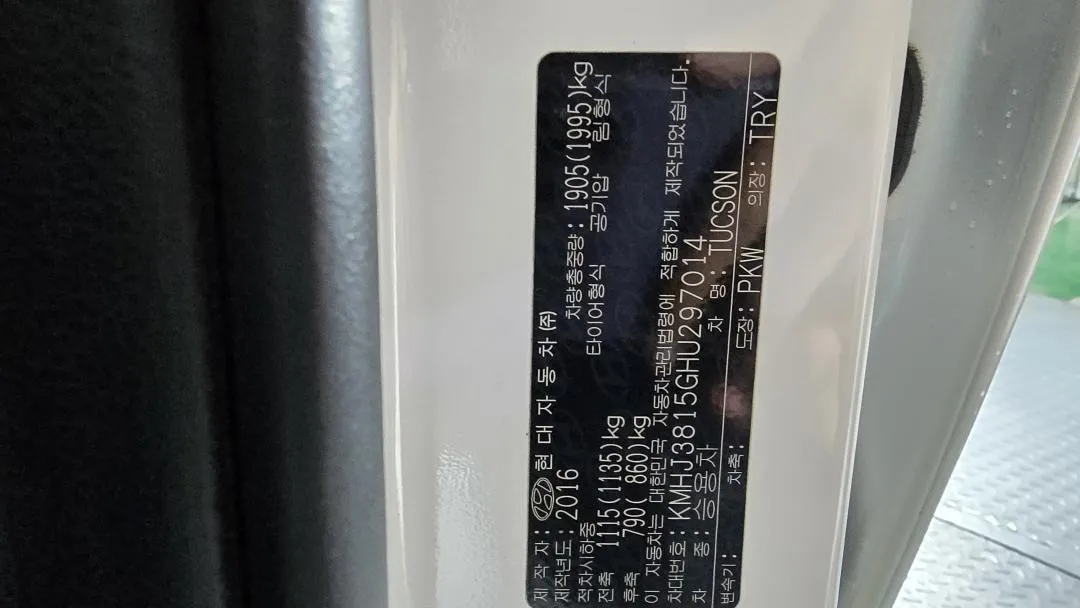 제 작 자: 현 대 자 동 차 ㈜
제작년도: 2016 차량총중량: 1905(1995)kg
적차시하중 타이어형식 공기압 림형식
전축 1115(1135)kg
후축 790( 860)kg
이 자동차는 대한민국 자동차관리법령에 적합하게 제작되었습니다.
차대번호: KMHJ3815GHU297014
차 종: 승용차 차 명: TUCSON
변속기: 차축: 도장: PKW 의장: TRY